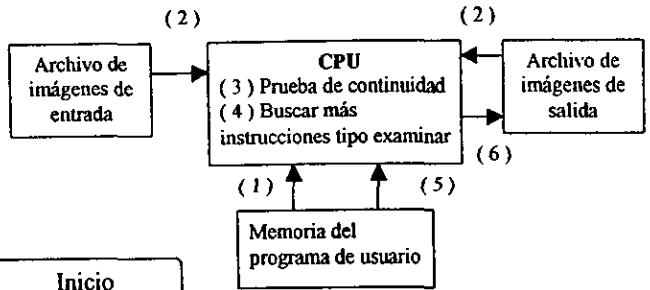 ( 2 )
( 2 )
Archivo de
imágenes de
entrada
CPU
( 3 ) Prueba de continuidad
( 4 ) Buscar más
instrucciones tipo examinar
Archivo de
imágenes de
salida
( 6 )
( 1 )
( 5 )
Memoria del
programa de usuario
Inicio